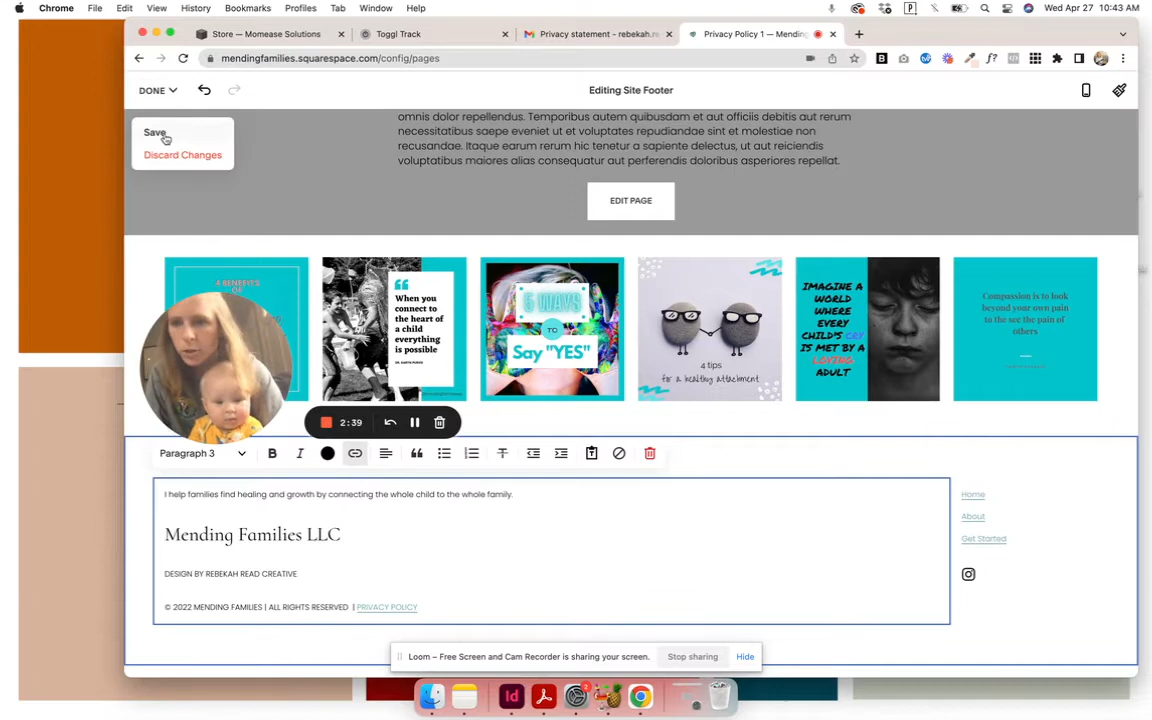 Chrome File Edit View History Bookmarks Profiles Tab Window Help
Wed Apr 27 10:43 AM
Store — Momease Solutions
Toggl Track
Privacy statement - rebekah.re
Privacy Policy 1 — Mending
mendingfamilies.squarespace.com/config/pages
DONE
Editing Site Footer
Save
Discard Changes
omnis dolor repellendus. Temporibus autem quibusdam et aut officiis debitis aut rerum
necessitatibus saepe eveniet ut et voluptates repudiandae sint et molestiae non
recusandae. Itaque earum rerum hic tenetur a sapiente delectus, ut aut reiciendis
voluptatibus maiores alias consequatur aut perferendis doloribus asperiores repellat.
EDIT PAGE
4 BENEFITS
OF
When you
connect to
the heart of
a child
everything
is possible
5 WAYS
TO
Say "YES"
4 tips
for a healthy attachment
IMAGINE A
WORLD
WHERE
EVERY
CHILD'S CRY
IS MET BY A
LOVING
ADULT
Compassion is to look
beyond your own pain
to the see the pain of
others
2:39
Paragraph 3
I help families find healing and growth by connecting the whole child to the whole family.
Mending Families LLC
DESIGN BY REBEKAH READ CREATIVE
© 2022 MENDING FAMILIES | ALL RIGHTS RESERVED | PRIVACY POLICY
Home
About
Get Started
Loom – Free Screen and Cam Recorder is sharing your screen.
Stop sharing
Hide